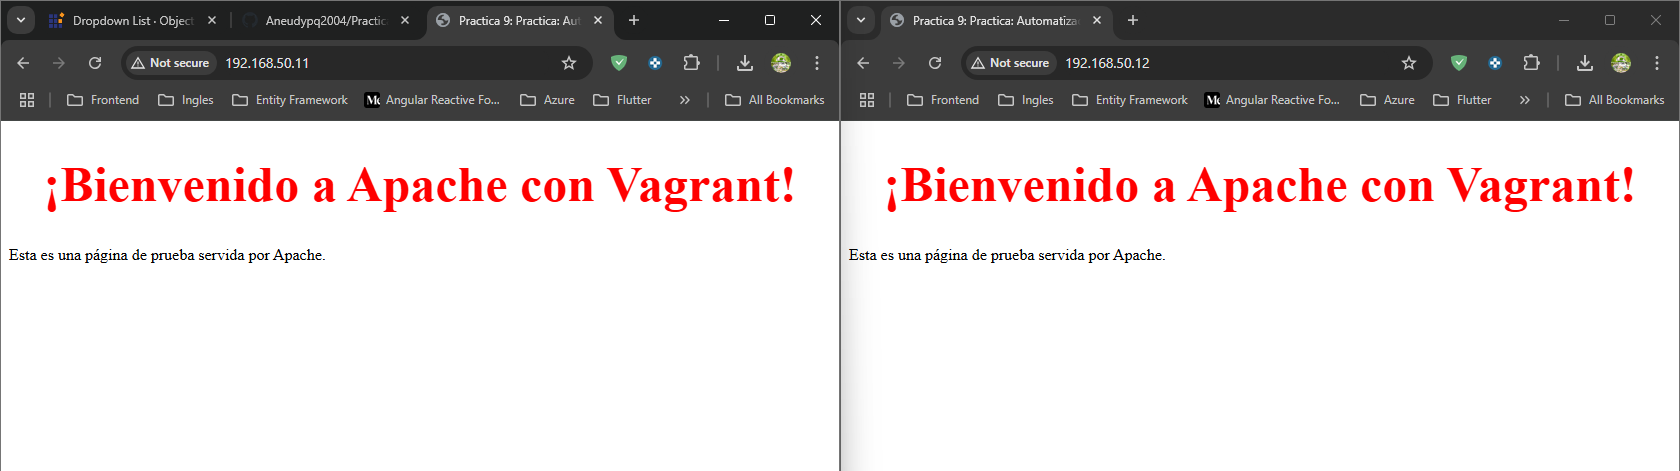 Dropdown List - Object
Aneudypq2004/Practic
Practica 9: Practica: Aut
Not secure
192.168.50.11
Frontend
Ingles
Entity Framework
Angular Reactive Fo...
Azure
Flutter
All Bookmarks
¡Bienvenido a Apache con Vagrant!
Esta es una página de prueba servida por Apache.
Practica 9: Practica: Automatiza
Not secure
192.168.50.12
Frontend
Ingles
Entity Framework
Angular Reactive Fo...
Azure
Flutter
All Bookmarks
¡Bienvenido a Apache con Vagrant!
Esta es una página de prueba servida por Apache.